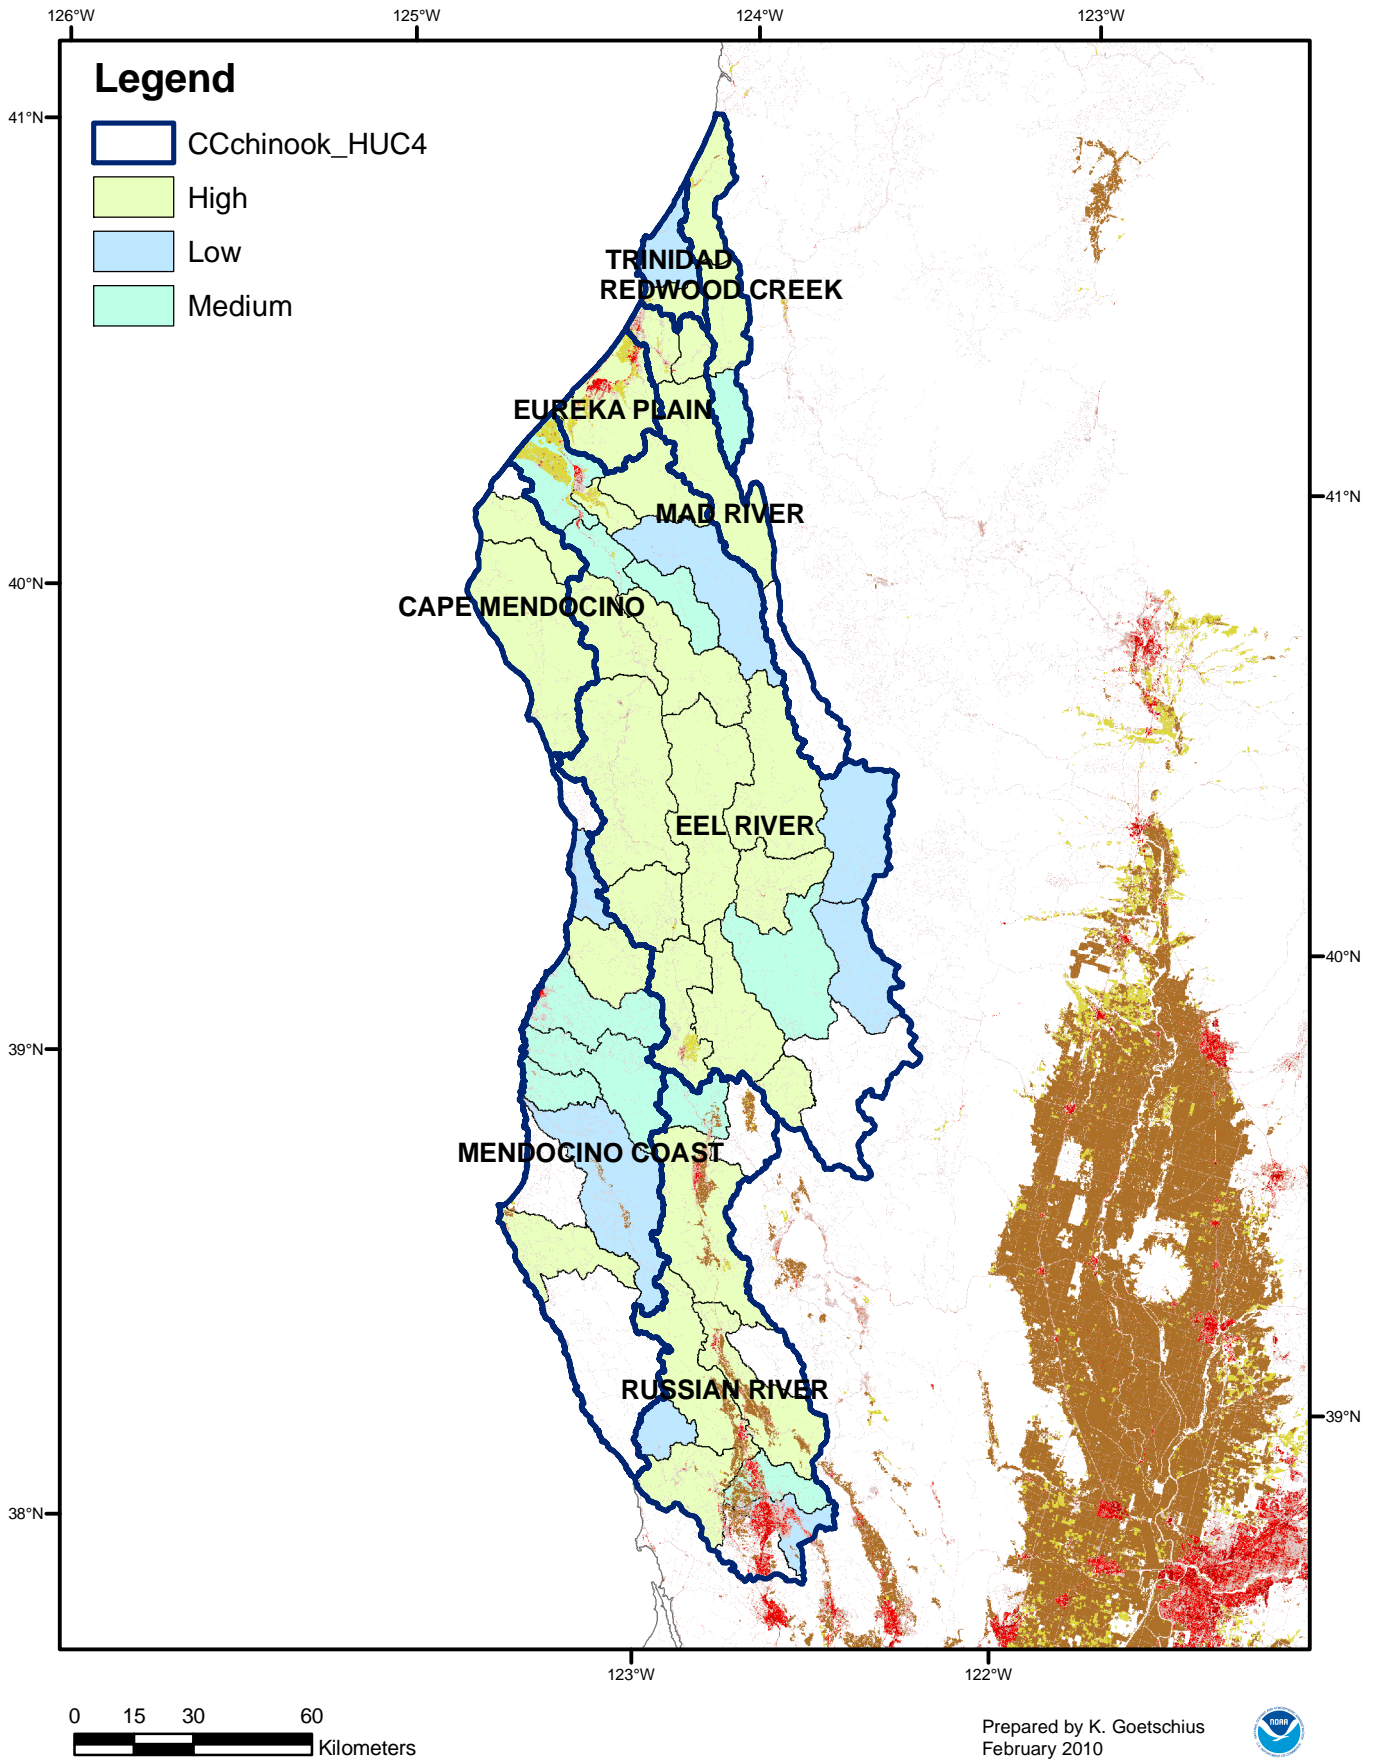 126°W 125°W 124°W 123°W
Legend
41°N
CCchinook_HUC4
High
Low
Medium
TRINIDAD
REDWOOD CREEK
EUREKA PLAIN
41°N
MAD RIVER
40°N
CAPE MENDOCINO
EEL RIVER
40°N
39°N
MENDOCINO COAST
RUSSIAN RIVER
39°N
38°N
123°W 122°W
0 15 30 60
Kilometers
Prepared by K. Goetschius
February 2010
NOAA